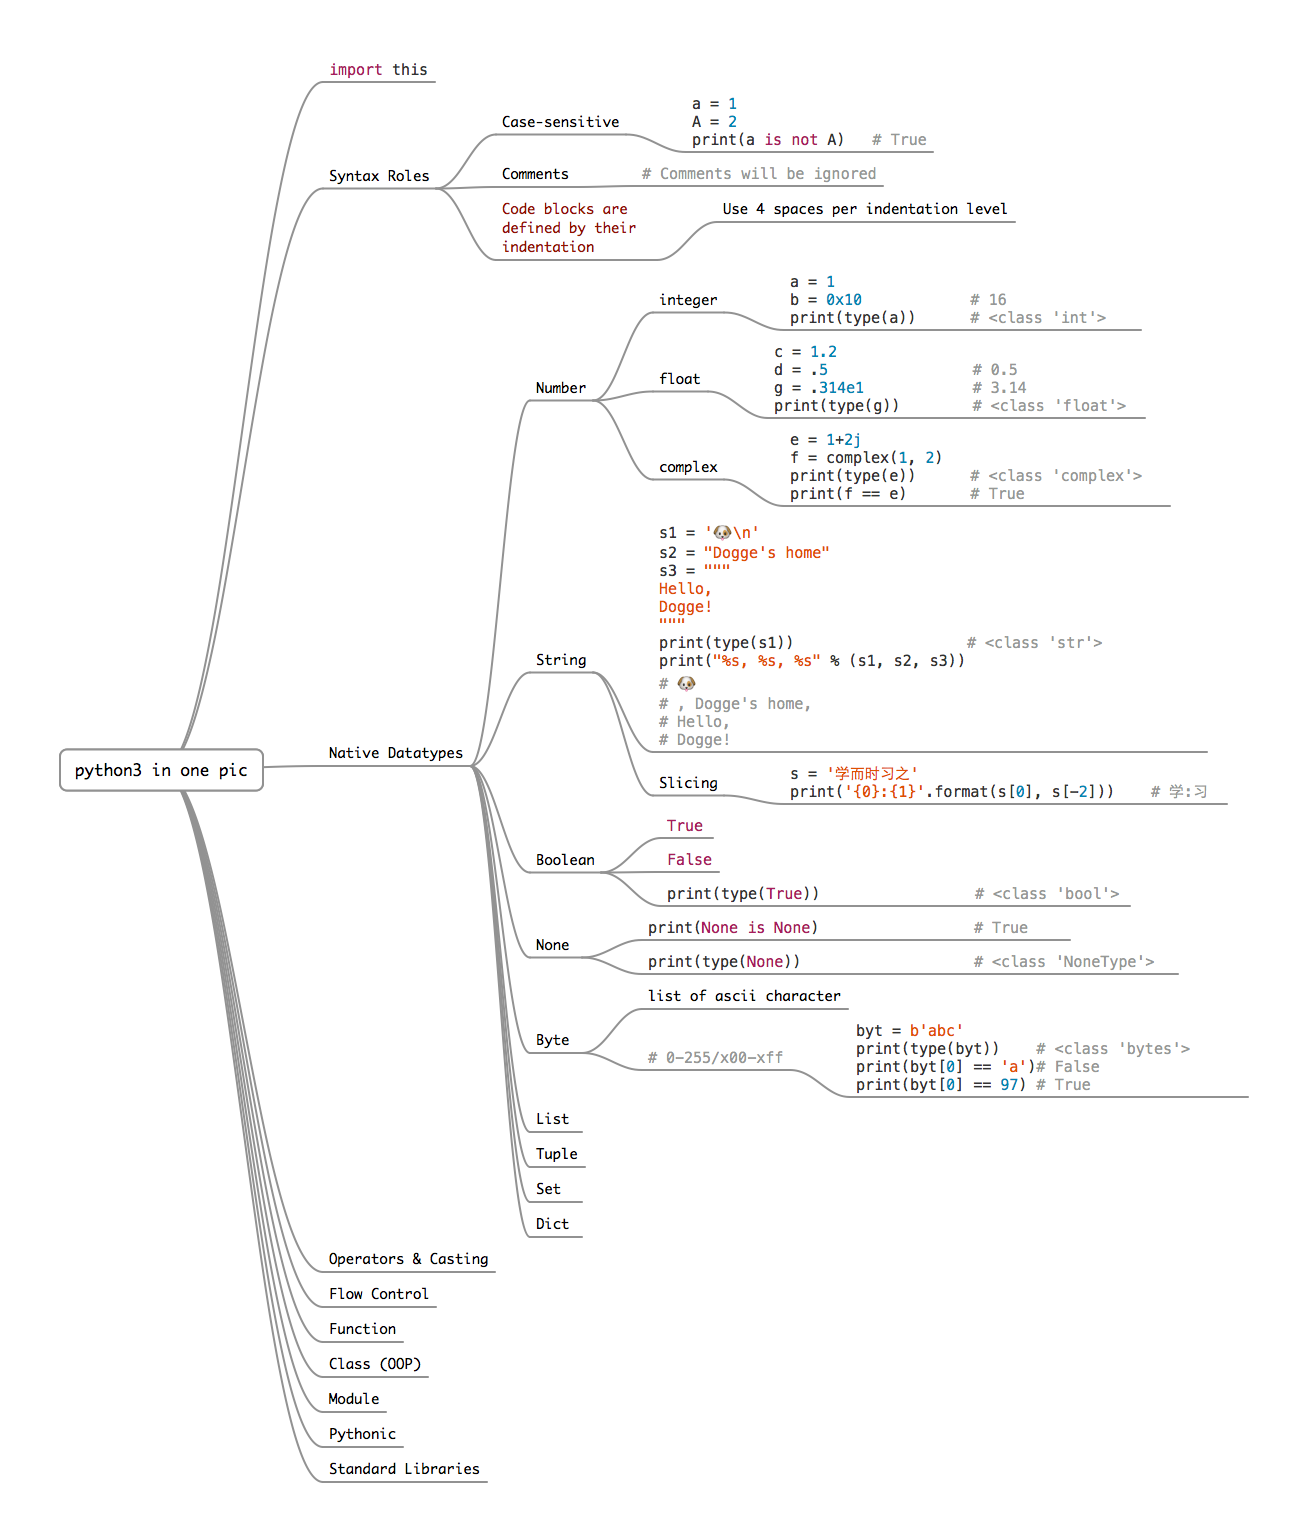 python3 in one pic
import this
Syntax Roles
Case-sensitive
a = 1
A = 2
print(a is not A)   # True
Comments
# Comments will be ignored
Code blocks are
defined by their
indentation
Use 4 spaces per indentation level
Native Datatypes
Number
integer
a = 1
b = 0x10            # 16
print(type(a))      # <class 'int'>
float
c = 1.2
d = .5                # 0.5
g = .314e1            # 3.14
print(type(g))        # <class 'float'>
complex
e = 1+2j
f = complex(1, 2)
print(type(e))      # <class 'complex'>
print(f == e)       # True
String
s1 = '🐶\n'
s2 = "Dogge's home"
s3 = """
Hello,
Dogge!
"""
print(type(s1))                   # <class 'str'>
print("%s, %s, %s" % (s1, s2, s3))
# 🐶
# , Dogge's home,
# Hello,
# Dogge!
Slicing
s = '学而时习之'
print('{0}:{1}'.format(s[0], s[-2]))    # 学:习
Boolean
True
False
print(type(True))                 # <class 'bool'>
None
print(None is None)                 # True
print(type(None))                   # <class 'NoneType'>
Byte
list of ascii character
# 0-255/x00-xff
byt = b'abc'
print(type(byt))    # <class 'bytes'>
print(byt[0] == 'a')# False
print(byt[0] == 97) # True
List
Tuple
Set
Dict
Operators & Casting
Flow Control
Function
Class (OOP)
Module
Pythonic
Standard Libraries